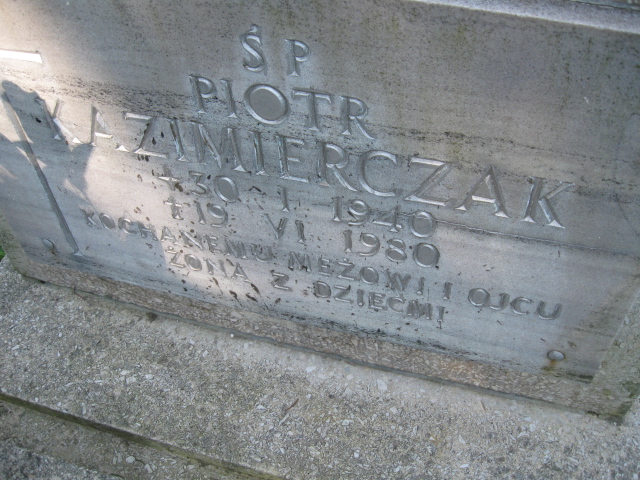 Ś P
PIOTR
KAZIMIERCZAK
* 30 I 1940
† 19 VI 1980
KOCHANEMU MĘŻOWI I OJCU
ŻONA Z DZIEĆMI